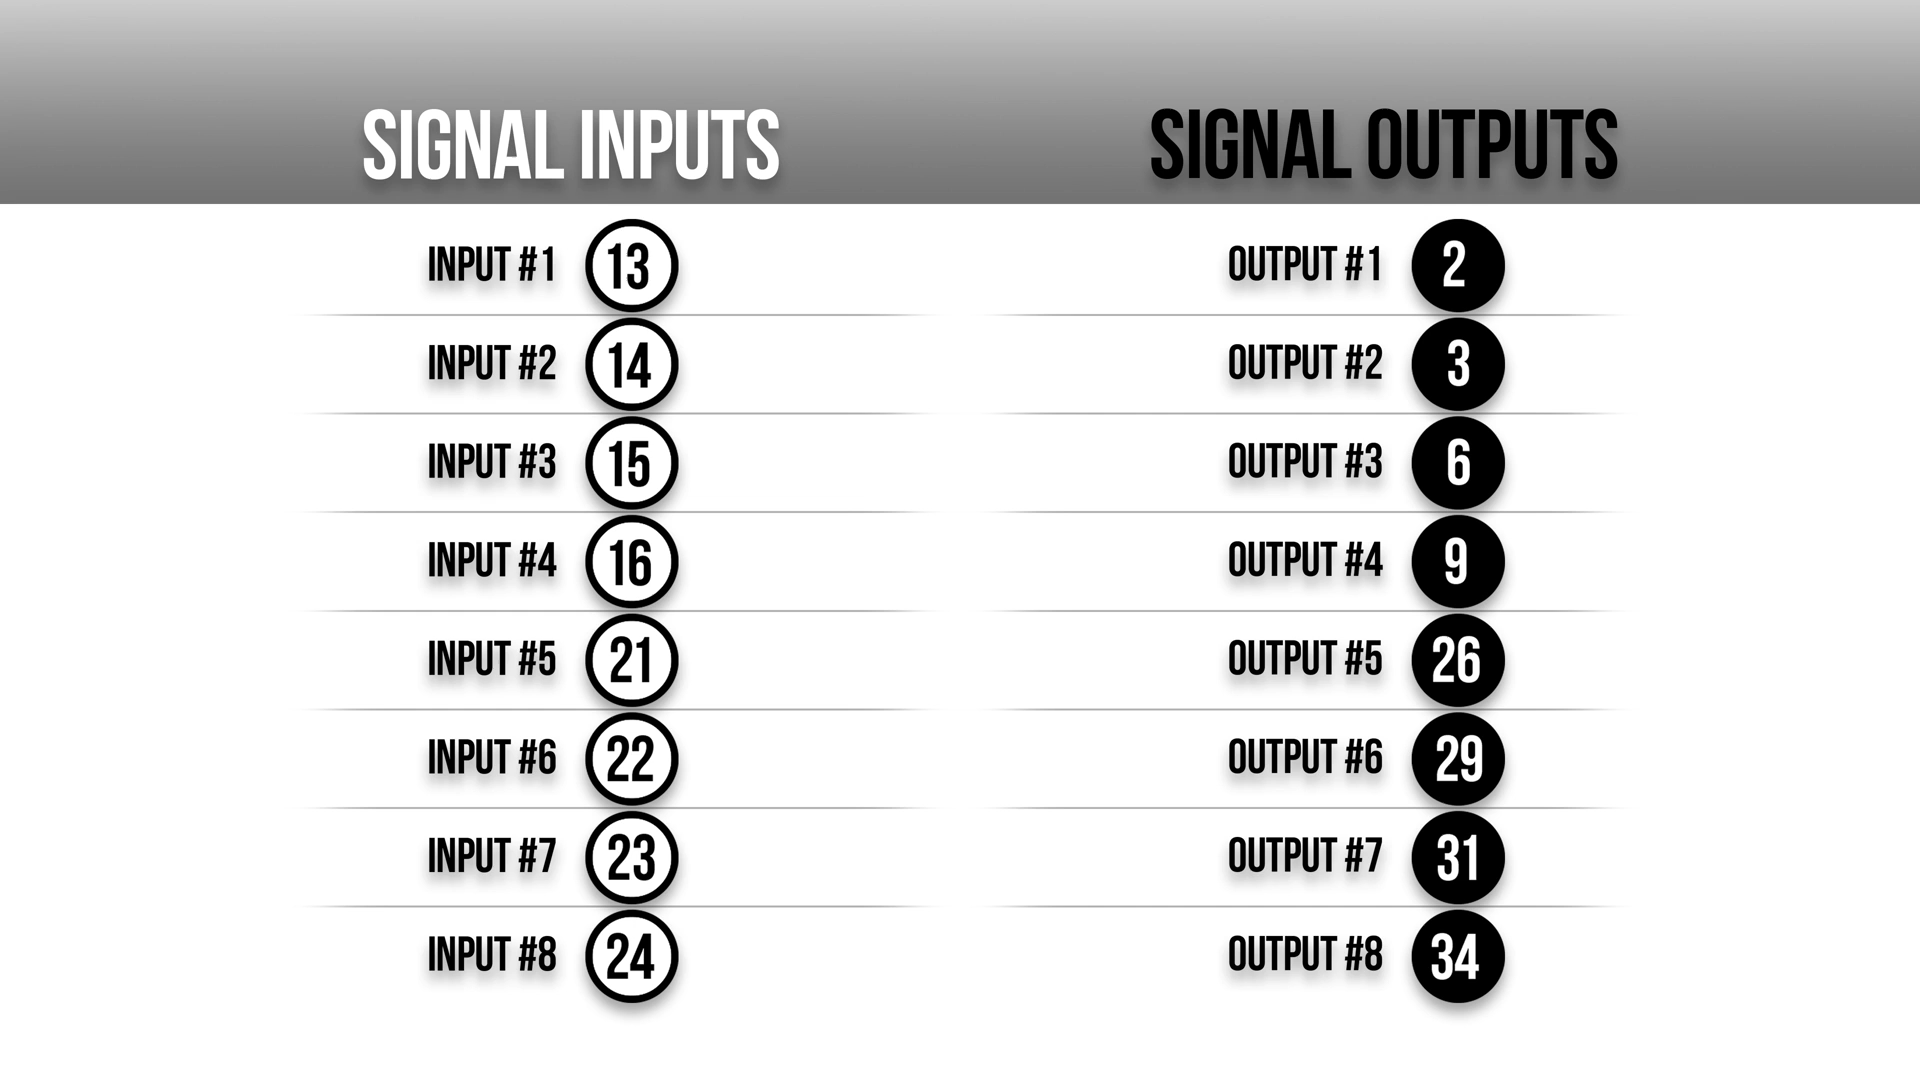 SIGNAL INPUTS
INPUT #1 13
INPUT #2 14
INPUT #3 15
INPUT #4 16
INPUT #5 21
INPUT #6 22
INPUT #7 23
INPUT #8 24
SIGNAL OUTPUTS
OUTPUT #1 2
OUTPUT #2 3
OUTPUT #3 6
OUTPUT #4 9
OUTPUT #5 26
OUTPUT #6 29
OUTPUT #7 31
OUTPUT #8 34